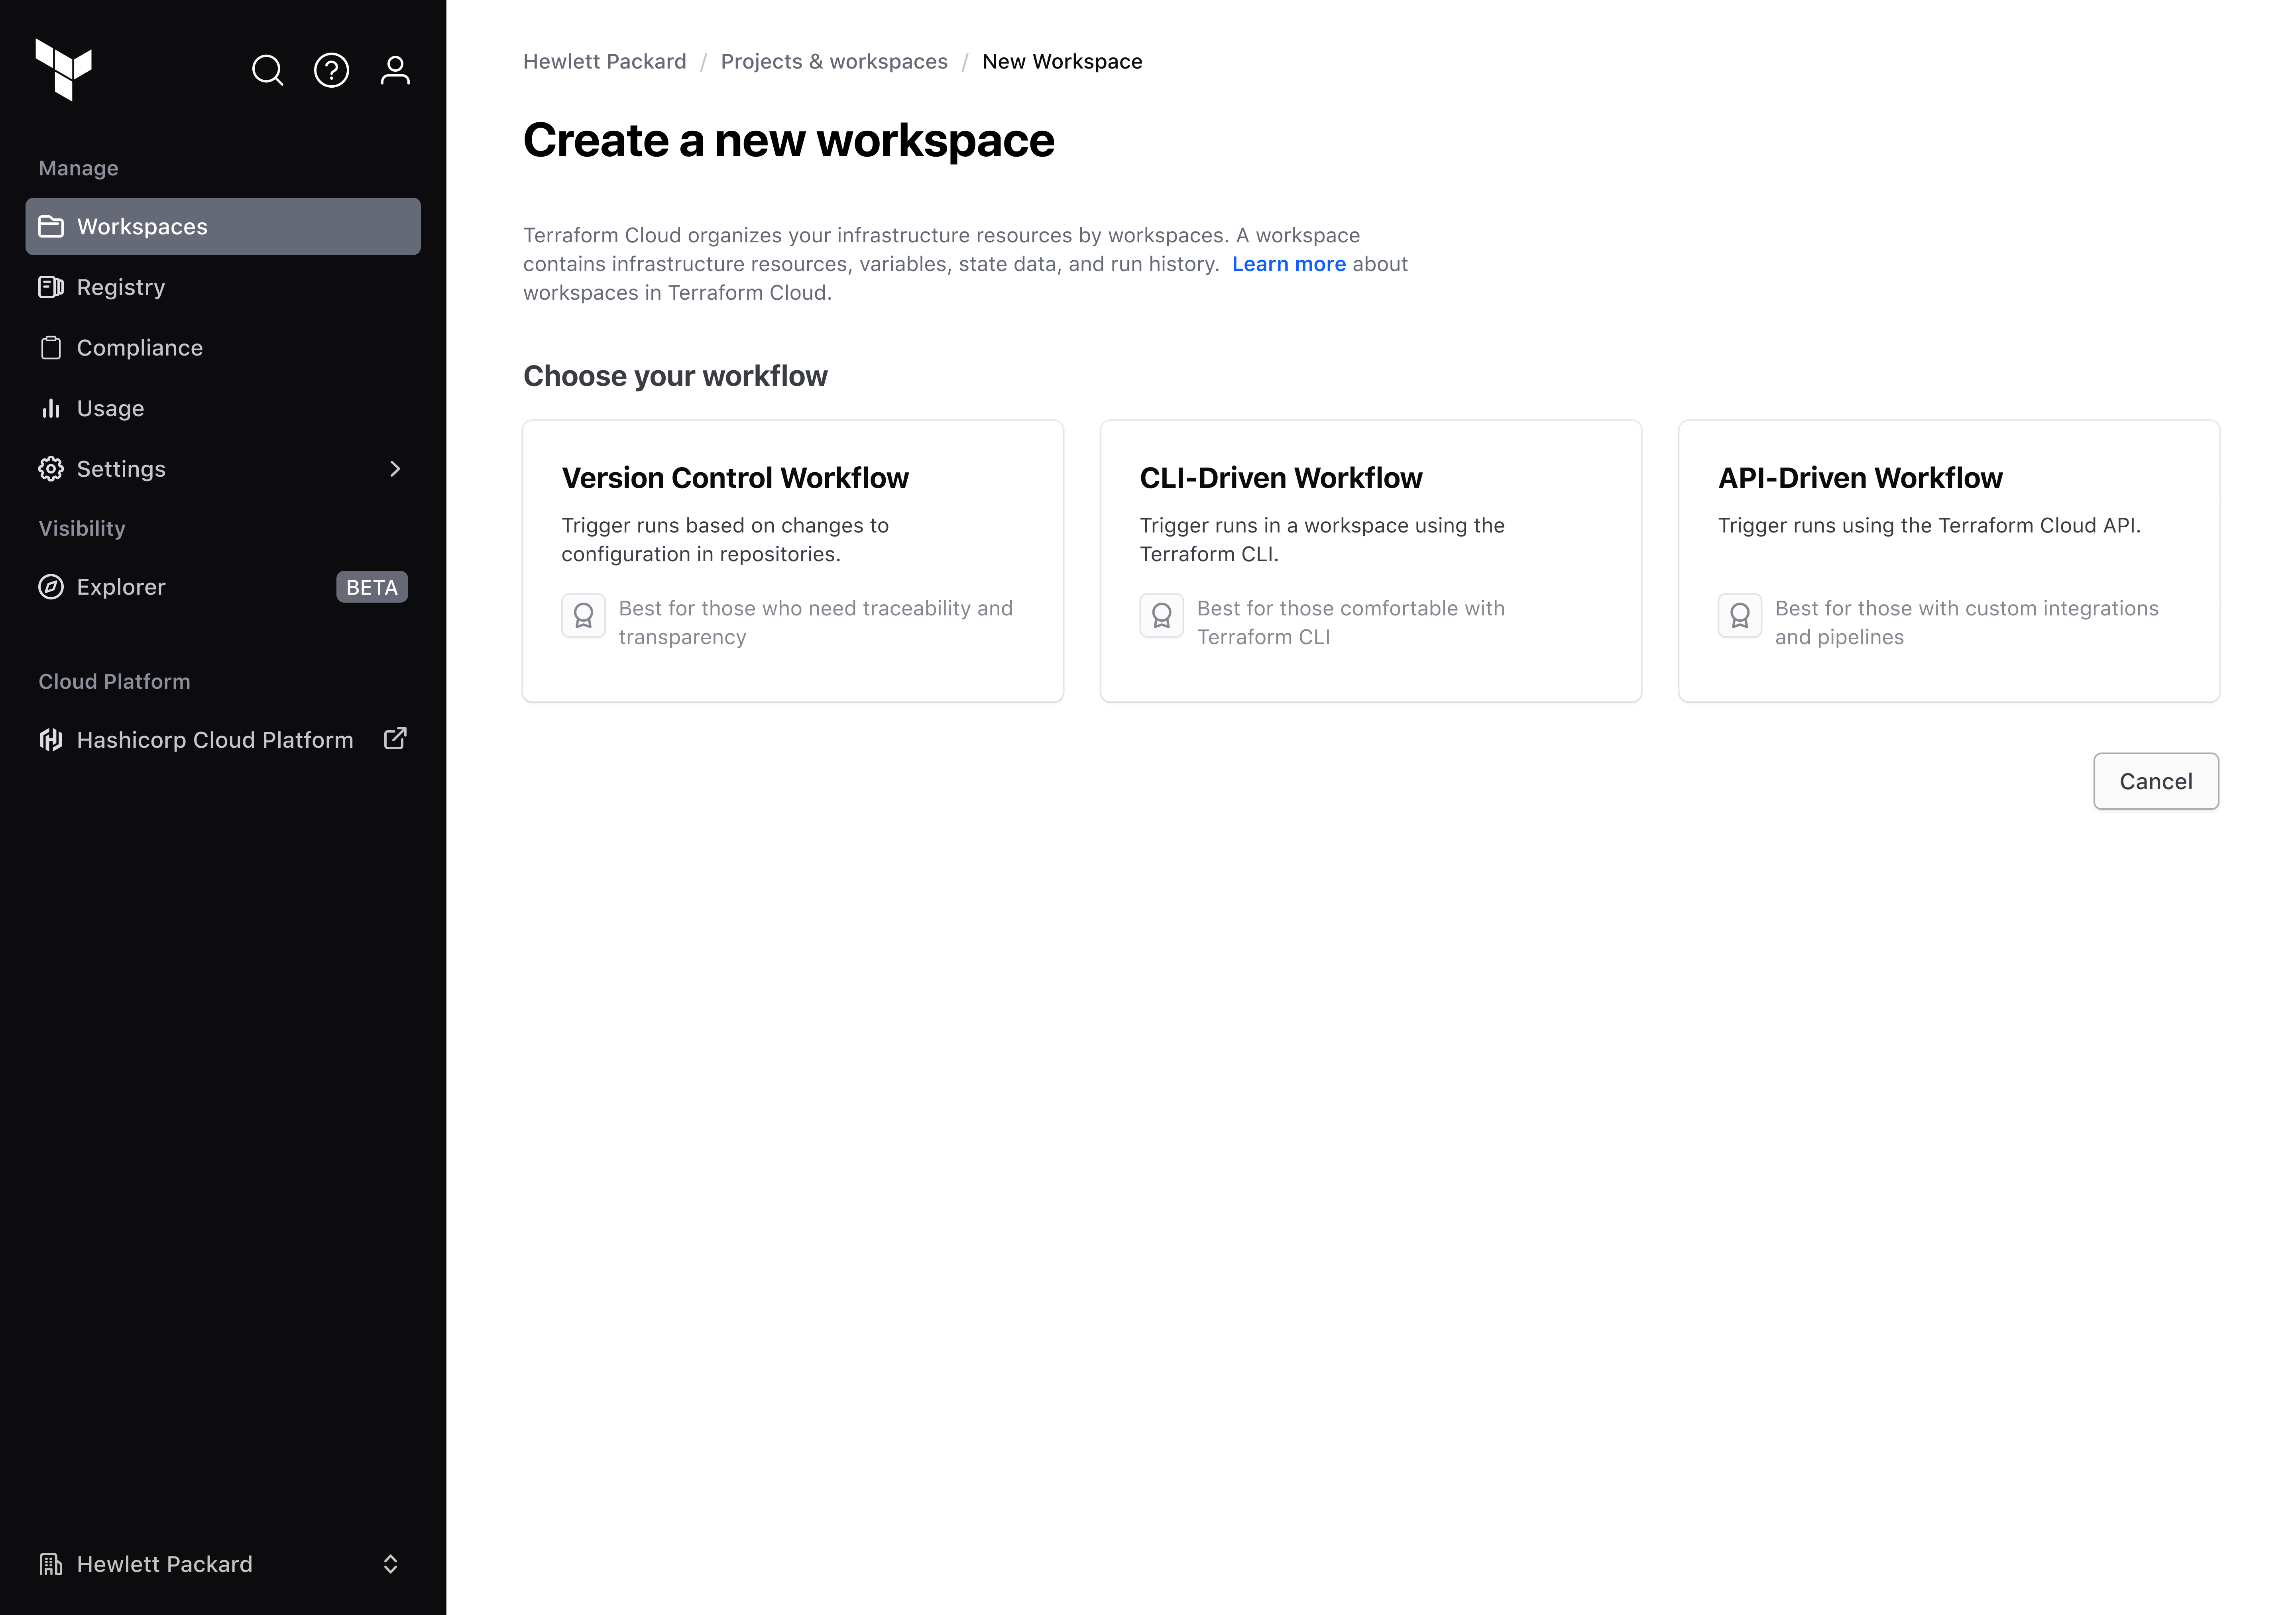 Manage
Workspaces
Registry
Compliance
Usage
Settings
Visibility
Explorer
BETA
Cloud Platform
Hashicorp Cloud Platform
Hewlett Packard
Hewlett Packard / Projects & workspaces / New Workspace
Create a new workspace
Terraform Cloud organizes your infrastructure resources by workspaces. A workspace
contains infrastructure resources, variables, state data, and run history. Learn more about
workspaces in Terraform Cloud.
Choose your workflow
Version Control Workflow
Trigger runs based on changes to
configuration in repositories.
Best for those who need traceability and
transparency
CLI-Driven Workflow
Trigger runs in a workspace using the
Terraform CLI.
Best for those comfortable with
Terraform CLI
API-Driven Workflow
Trigger runs using the Terraform Cloud API.
Best for those with custom integrations
and pipelines
Cancel